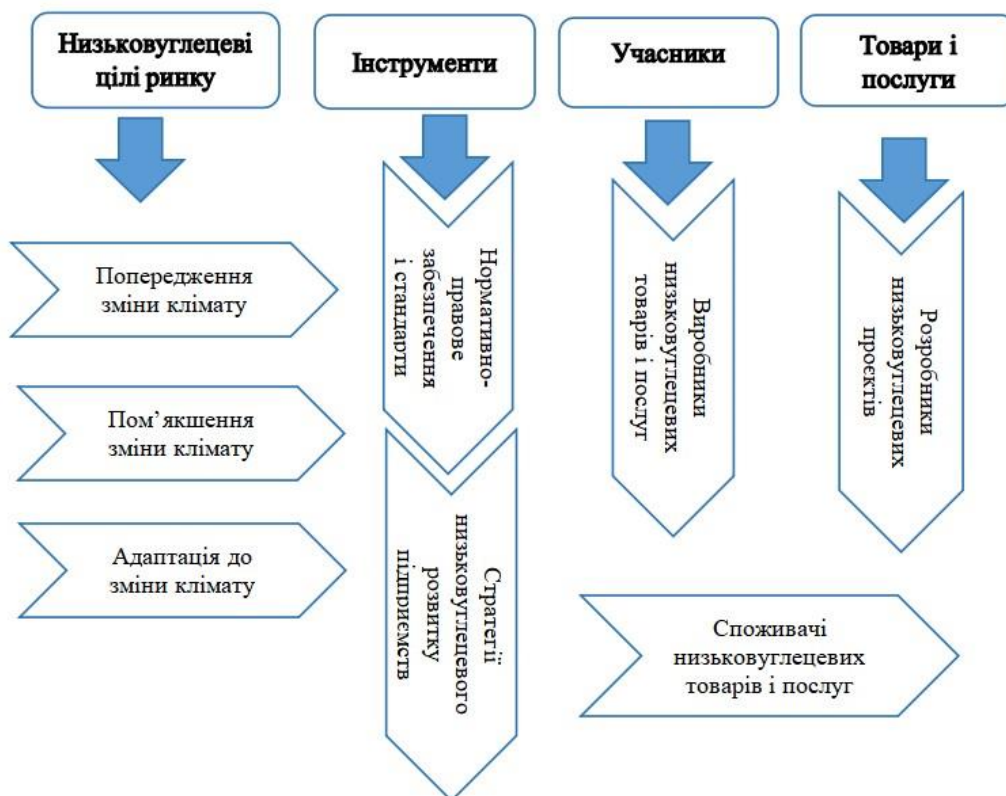 Низьковуглецеві
цілі ринку
Інструменти
Учасники
Товари і
послуги
Попередження
зміни клімату
Пом’якшення
зміни клімату
Адаптація до
зміни клімату
Нормативно-
правове
забезпечення
і стандарти
Стратегії
низьковуглецевого
розвитку
підприємств
Виробники
низьковуглецевих
товарів і послуг
Розробники
низьковуглецевих
проєктів
Споживачі
низьковуглецевих
товарів і послуг